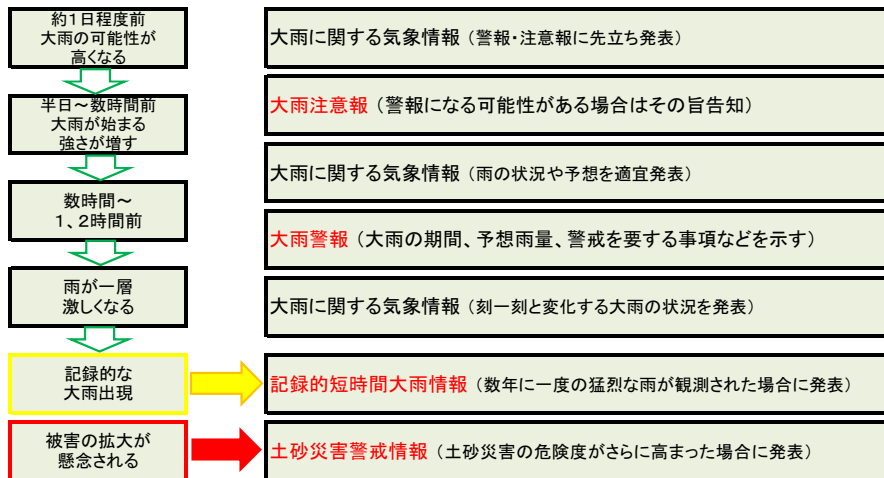 約1日程度前
大雨の可能性が
高くなる
大雨に関する気象情報（警報・注意報に先立ち発表）
半日～数時間前
大雨が始まる
強さが増す
大雨注意報（警報になる可能性がある場合はその旨告知）
大雨に関する気象情報（雨の状況や予想を適宜発表）
数時間～
1、2時間前
大雨警報（大雨の期間、予想雨量、警戒を要する事項などを示す）
雨が一層
激しくなる
大雨に関する気象情報（刻一刻と変化する大雨の状況を発表）
記録的な
大雨出現
記録的短時間大雨情報（数年に一度の猛烈な雨が観測された場合に発表）
被害の拡大が
懸念される
土砂災害警戒情報（土砂災害の危険度がさらに高まった場合に発表）